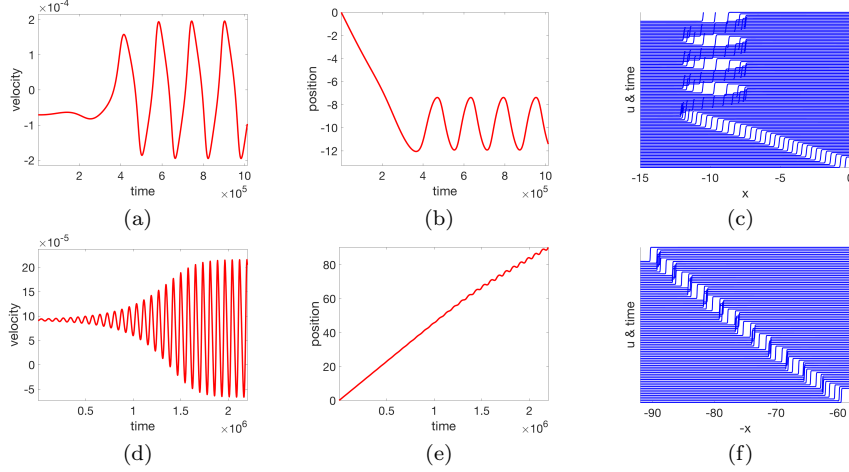 ×10⁻⁴
2
1
0
-1
-2
velocity
2 4 6 8 10
time ×10⁵
(a)
0
-2
-4
-6
-8
-10
-12
position
2 4 6 8 10
time ×10⁵
(b)
u & time
-15 -10 -5 0
x
(c)
×10⁻⁵
20
15
10
5
0
-5
velocity
0.5 1 1.5 2
time ×10⁶
(d)
80
60
40
20
0
position
0.5 1 1.5 2
time ×10⁶
(e)
u & time
-90 -80 -70 -60
-x
(f)